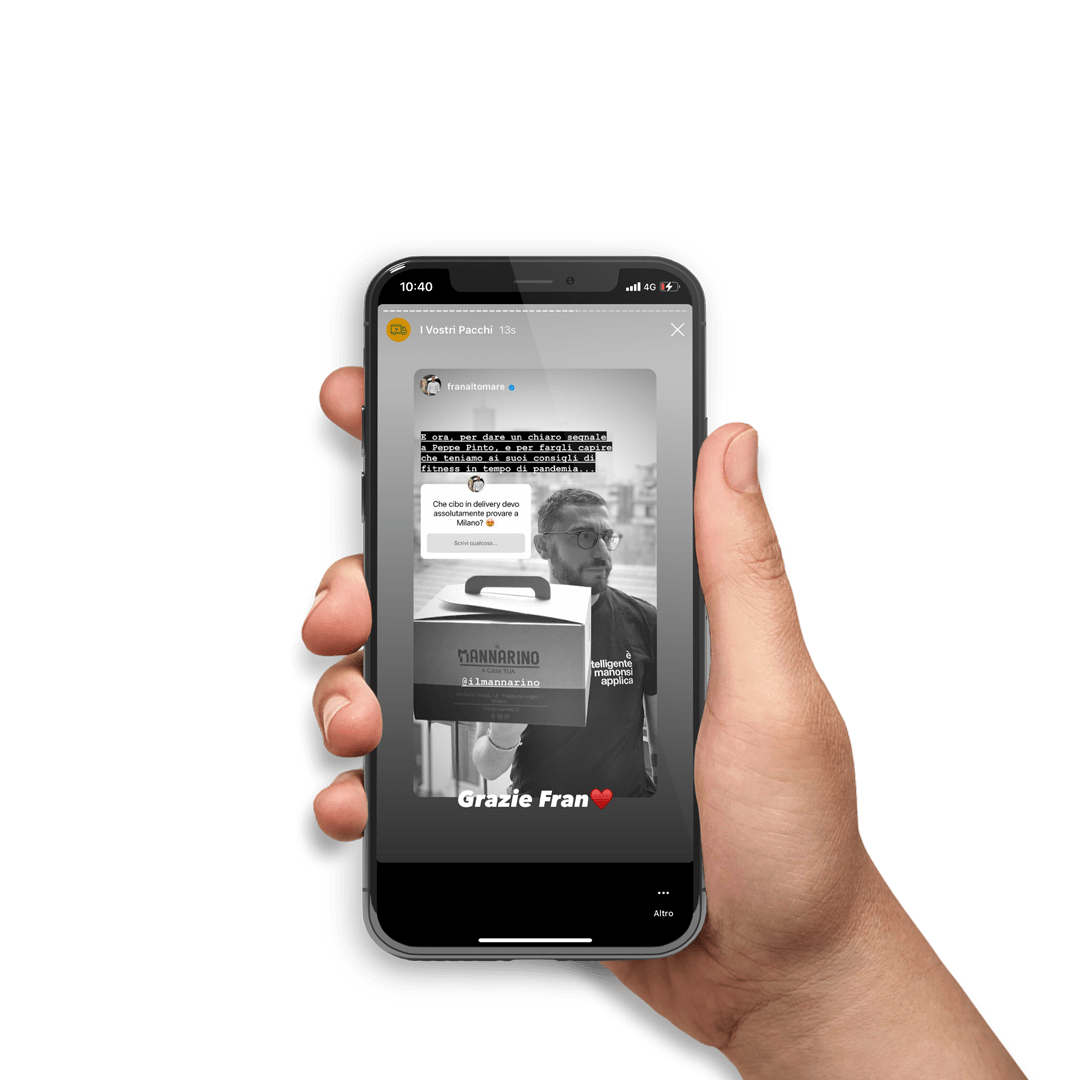 10:40
4G
I Vostri Pacchi 13s
franaltomare
E ora, per dare un chiaro segnale
a Peppe Pinto, e per fargli capire
che teniamo ai suoi consigli di
fitness in tempo di pandemia...
Che cibo in delivery devo
assolutamente provare a
Milano? 😍
Scrivi qualcosa...
MANNARINO
A CASA TUA
@ilmannarino
è
telligente
manonsi
applica
Grazie Fran❤️
Altro